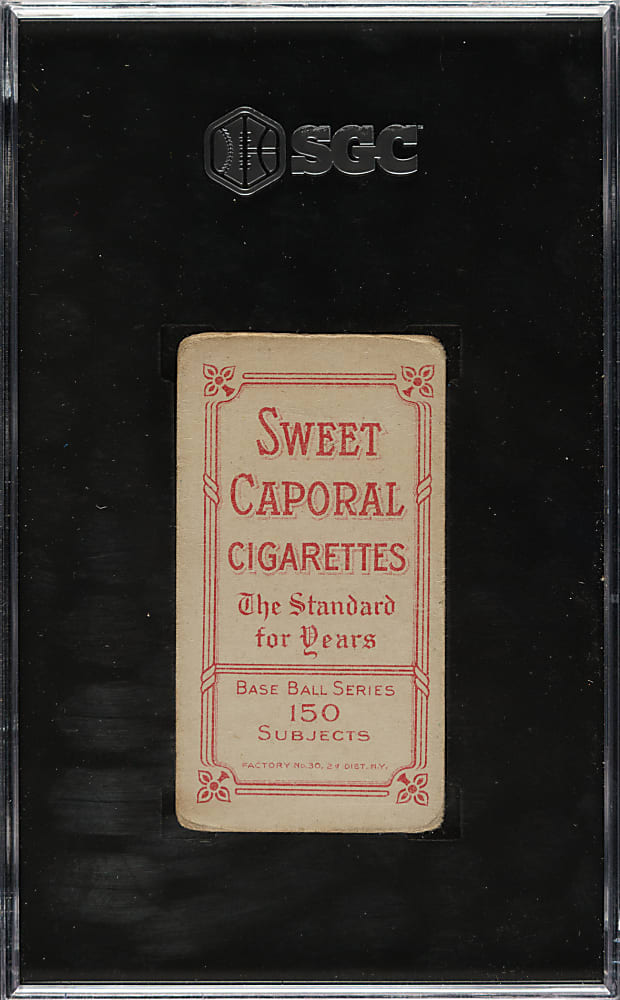 SGC
SWEET
CAPORAL
CIGARETTES
The Standard
for Years
BASE BALL SERIES
150
SUBJECTS
FACTORY No. 30, 2d DIST. N.Y.